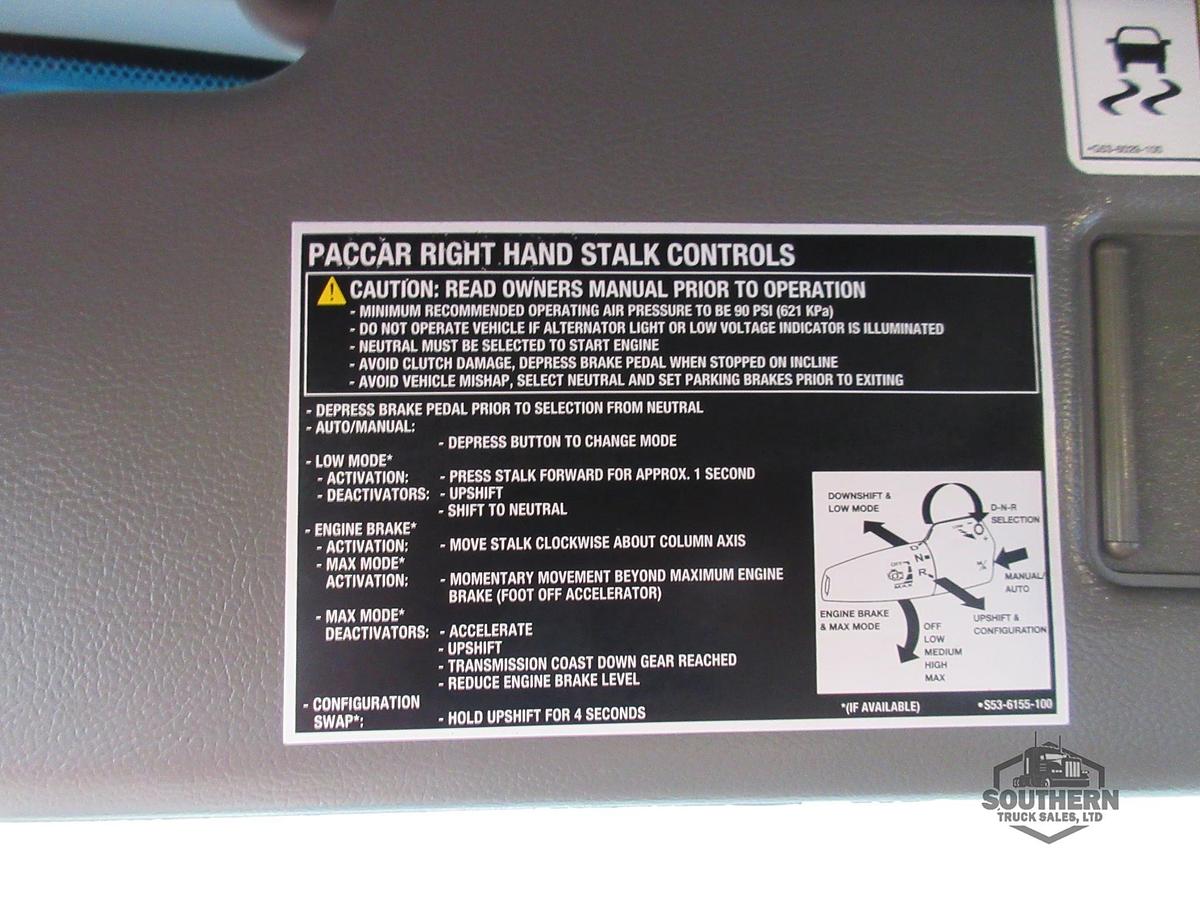 *G53-6029-100
PACCAR RIGHT HAND STALK CONTROLS
CAUTION: READ OWNERS MANUAL PRIOR TO OPERATION
- MINIMUM RECOMMENDED OPERATING AIR PRESSURE TO BE 90 PSI (621 KPa)
- DO NOT OPERATE VEHICLE IF ALTERNATOR LIGHT OR LOW VOLTAGE INDICATOR IS ILLUMINATED
- NEUTRAL MUST BE SELECTED TO START ENGINE
- AVOID CLUTCH DAMAGE, DEPRESS BRAKE PEDAL WHEN STOPPED ON INCLINE
- AVOID VEHICLE MISHAP, SELECT NEUTRAL AND SET PARKING BRAKES PRIOR TO EXITING
- DEPRESS BRAKE PEDAL PRIOR TO SELECTION FROM NEUTRAL
- AUTO/MANUAL:
- DEPRESS BUTTON TO CHANGE MODE
- LOW MODE*
- ACTIVATION: - PRESS STALK FORWARD FOR APPROX. 1 SECOND
- DEACTIVATORS: - UPSHIFT
- SHIFT TO NEUTRAL
- ENGINE BRAKE*
- ACTIVATION: - MOVE STALK CLOCKWISE ABOUT COLUMN AXIS
- MAX MODE*
ACTIVATION: - MOMENTARY MOVEMENT BEYOND MAXIMUM ENGINE
BRAKE (FOOT OFF ACCELERATOR)
- MAX MODE*
DEACTIVATORS: - ACCELERATE
- UPSHIFT
- TRANSMISSION COAST DOWN GEAR REACHED
- REDUCE ENGINE BRAKE LEVEL
- CONFIGURATION
SWAP*: - HOLD UPSHIFT FOR 4 SECONDS
DOWNSHIFT &
LOW MODE
D-N-R
SELECTION
D
N
R
OFF
MAX
M/A
MANUAL/
AUTO
ENGINE BRAKE
& MAX MODE
UPSHIFT &
CONFIGURATION
OFF
LOW
MEDIUM
HIGH
MAX
*(IF AVAILABLE)
•S53-6155-100
SOUTHERN
TRUCK SALES, LTD